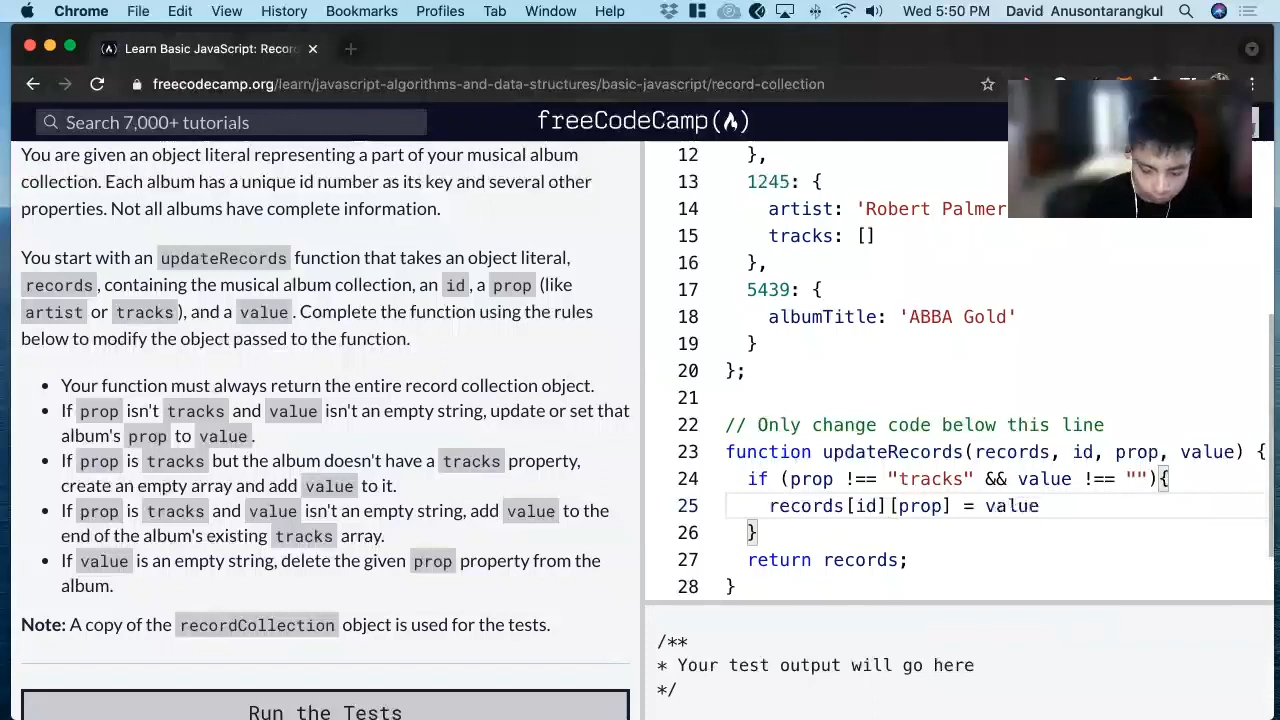 Chrome File Edit View History Bookmarks Profiles Tab Window Help Wed 5:50 PM David Anusontarangkul
Learn Basic JavaScript: Recor
freecodecamp.org/learn/javascript-algorithms-and-data-structures/basic-javascript/record-collection
Search 7,000+ tutorials
freeCodeCamp
You are given an object literal representing a part of your musical album
collection. Each album has a unique id number as its key and several other
properties. Not all albums have complete information.
You start with an updateRecords function that takes an object literal,
records, containing the musical album collection, an id, a prop (like
artist or tracks), and a value. Complete the function using the rules
below to modify the object passed to the function.
• Your function must always return the entire record collection object.
• If prop isn't tracks and value isn't an empty string, update or set that
album's prop to value.
• If prop is tracks but the album doesn't have a tracks property,
create an empty array and add value to it.
• If prop is tracks and value isn't an empty string, add value to the
end of the album's existing tracks array.
• If value is an empty string, delete the given prop property from the
album.
Note: A copy of the recordCollection object is used for the tests.
Run the Tests
12 },
13 1245: {
14 artist: 'Robert Palmer
15 tracks: []
16 },
17 5439: {
18 albumTitle: 'ABBA Gold'
19 }
20 };
21
22 // Only change code below this line
23 function updateRecords(records, id, prop, value) {
24 if (prop !== "tracks" && value !== ""){
25 records[id][prop] = value
26 }
27 return records;
28 }
/**
* Your test output will go here
*/